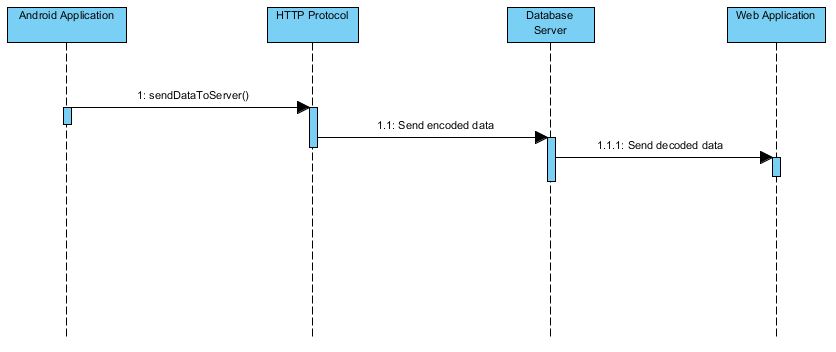 Android Application
HTTP Protocol
Database
Server
Web Application
1: sendDataToServer()
1.1: Send encoded data
1.1.1: Send decoded data